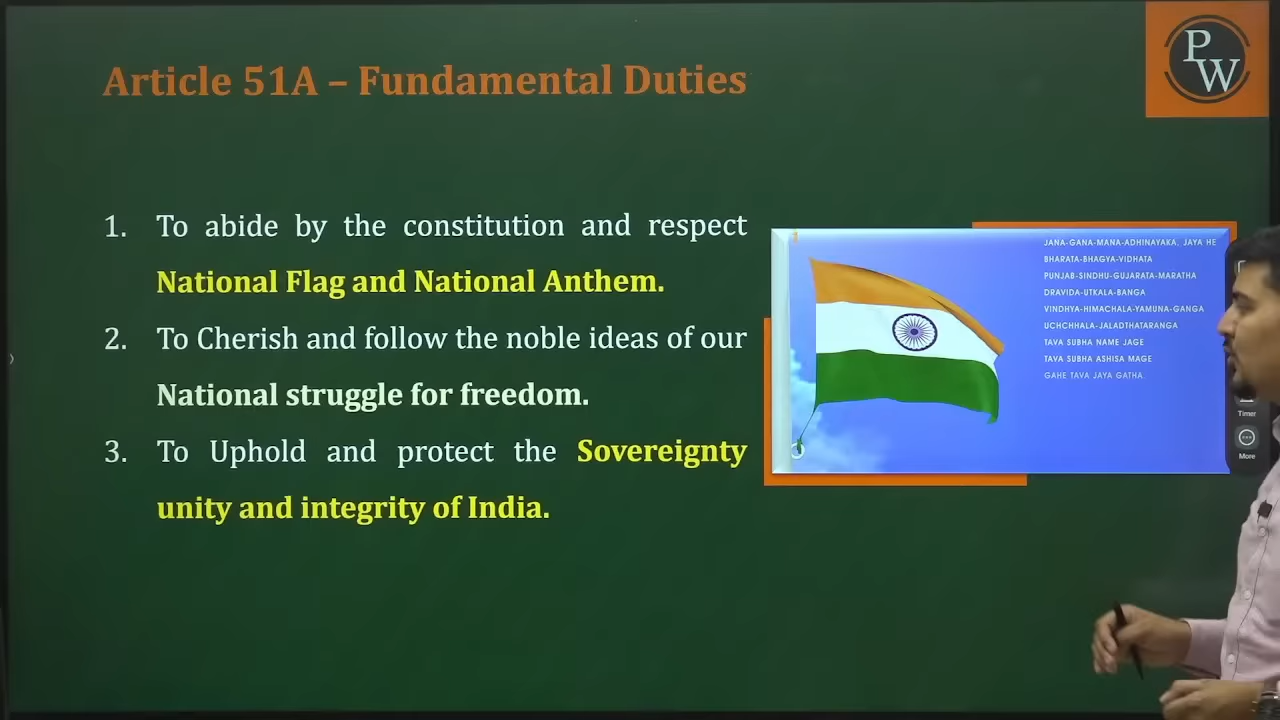 Article 51A – Fundamental Duties
PW
1. To abide by the constitution and respect
National Flag and National Anthem.
2. To Cherish and follow the noble ideas of our
National struggle for freedom.
3. To Uphold and protect the Sovereignty
unity and integrity of India.
JANA-GANA-MANA-ADHINAYAKA, JAYA HE
BHARATA-BHAGYA-VIDHATA
PUNJAB-SINDHU-GUJARATA-MARATHA
DRAVIDA-UTKALA-BANGA
VINDHYA-HIMACHALA-YAMUNA-GANGA
UCHCHHALA-JALADTHATARANGA
TAVA SUBHA NAME JAGE
TAVA SUBHA ASHISA MAGE
GAHE TAVA JAYA GATHA.
Timer
More